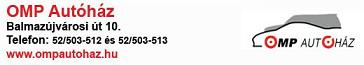 OMP Autóház
Balmazújvárosi út 10.
Telefon: 52/503-512 és 52/503-513
www.ompautohaz.hu
OMP AUTÓHÁZ